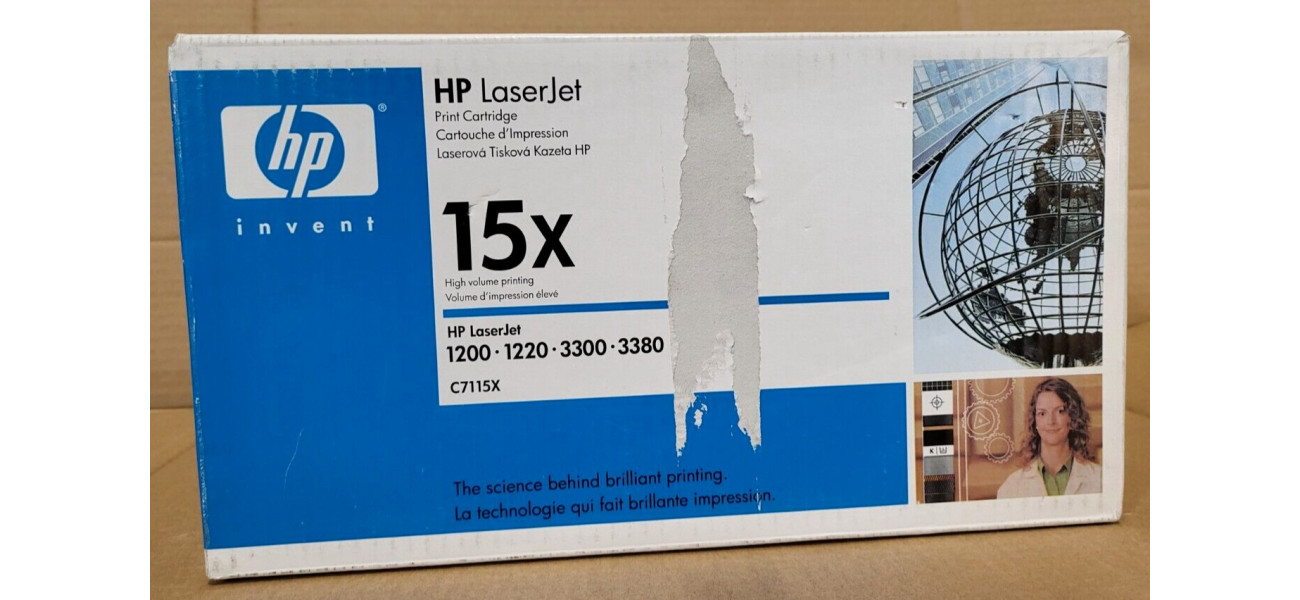 hp
®
invent
HP LaserJet
Print Cartridge
Cartouche d'Impression
Laserová Tisková Kazeta HP
15X
High volume printing
Volume d'impression élevé
HP LaserJet
1200 · 1220 · 3300 · 3380
C7115X
The science behind brilliant printing.
La technologie qui fait brillante impression.